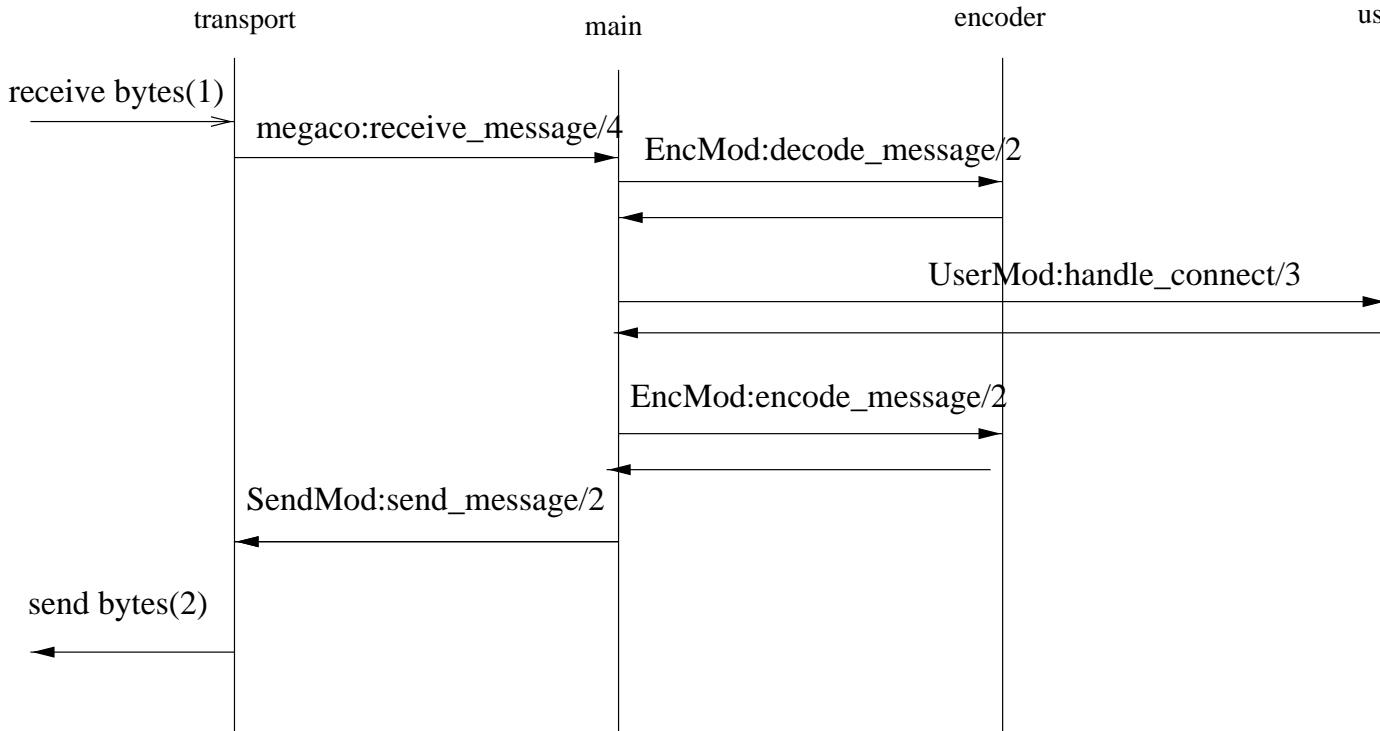 transport
main
encoder
us
receive bytes(1)
megaco:receive_message/4
EncMod:decode_message/2
UserMod:handle_connect/3
EncMod:encode_message/2
SendMod:send_message/2
send bytes(2)